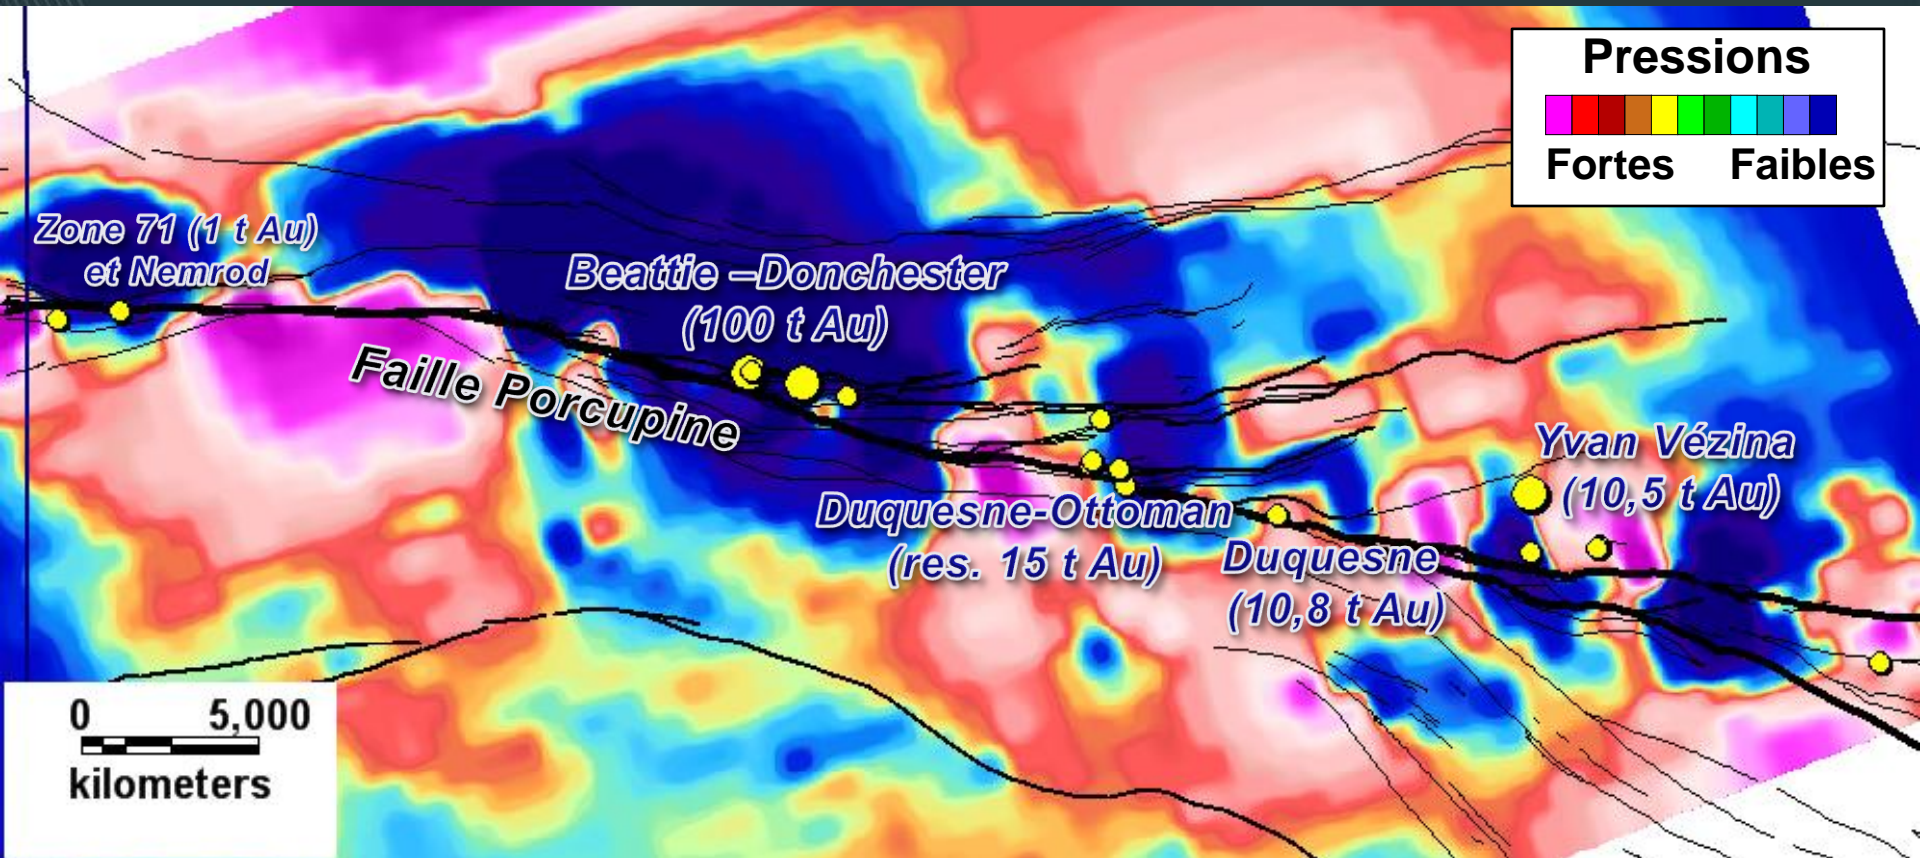 Pressions
Fortes Faibles
Zone 71 (1 t Au)
et Nemrod
Beattie –Donchester
(100 t Au)
Faille Porcupine
Yvan Vézina
(10,5 t Au)
Duquesne-Ottoman
(res. 15 t Au)
Duquesne
(10,8 t Au)
0 5,000
kilometers